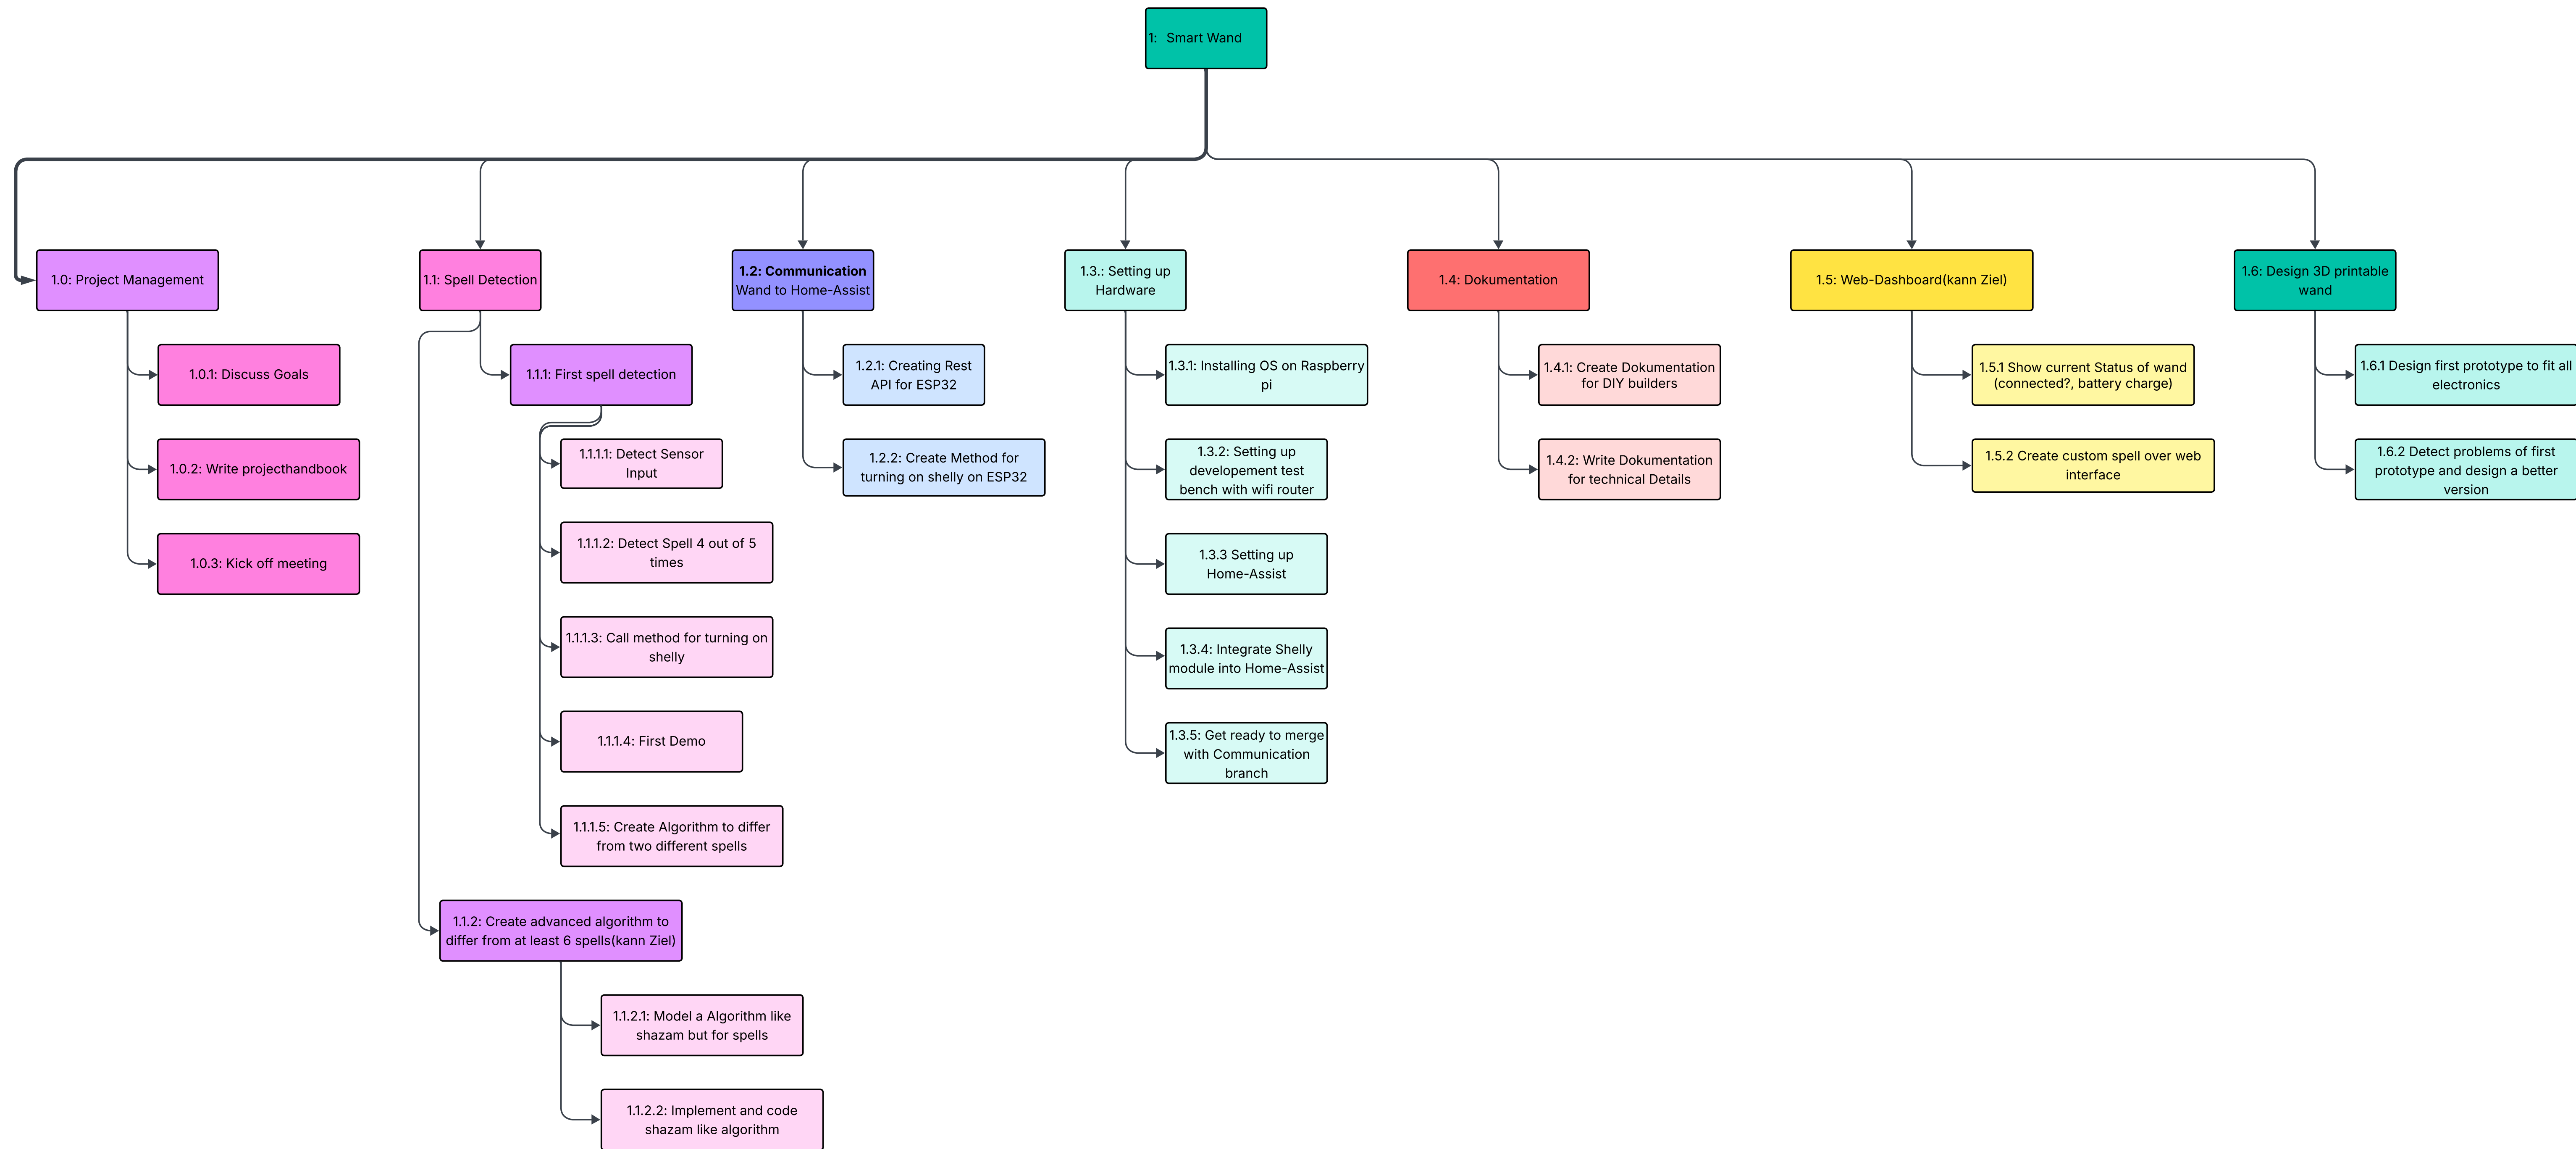 1: Smart Wand
1.0: Project Management
1.1: Spell Detection
1.2: Communication
Wand to Home-Assist
1.3.: Setting up
Hardware
1.4: Dokumentation
1.5: Web-Dashboard(kann Ziel)
1.6: Design 3D printable
wand
1.0.1: Discuss Goals
1.0.2: Write projecthandbook
1.0.3: Kick off meeting
1.1.1: First spell detection
1.1.1.1: Detect Sensor
Input
1.1.1.2: Detect Spell 4 out of 5
times
1.1.1.3: Call method for turning on
shelly
1.1.1.4: First Demo
1.1.1.5: Create Algorithm to differ
from two different spells
1.1.2: Create advanced algorithm to
differ from at least 6 spells(kann Ziel)
1.1.2.1: Model a Algorithm like
shazam but for spells
1.1.2.2: Implement and code
shazam like algorithm
1.2.1: Creating Rest
API for ESP32
1.2.2: Create Method for
turning on shelly on ESP32
1.3.1: Installing OS on Raspberry
pi
1.3.2: Setting up
developement test
bench with wifi router
1.3.3 Setting up
Home-Assist
1.3.4: Integrate Shelly
module into Home-Assist
1.3.5: Get ready to merge
with Communication
branch
1.4.1: Create Dokumentation
for DIY builders
1.4.2: Write Dokumentation
for technical Details
1.5.1 Show current Status of wand
(connected?, battery charge)
1.5.2 Create custom spell over web
interface
1.6.1 Design first prototype to fit all
electronics
1.6.2 Detect problems of first
prototype and design a better
version